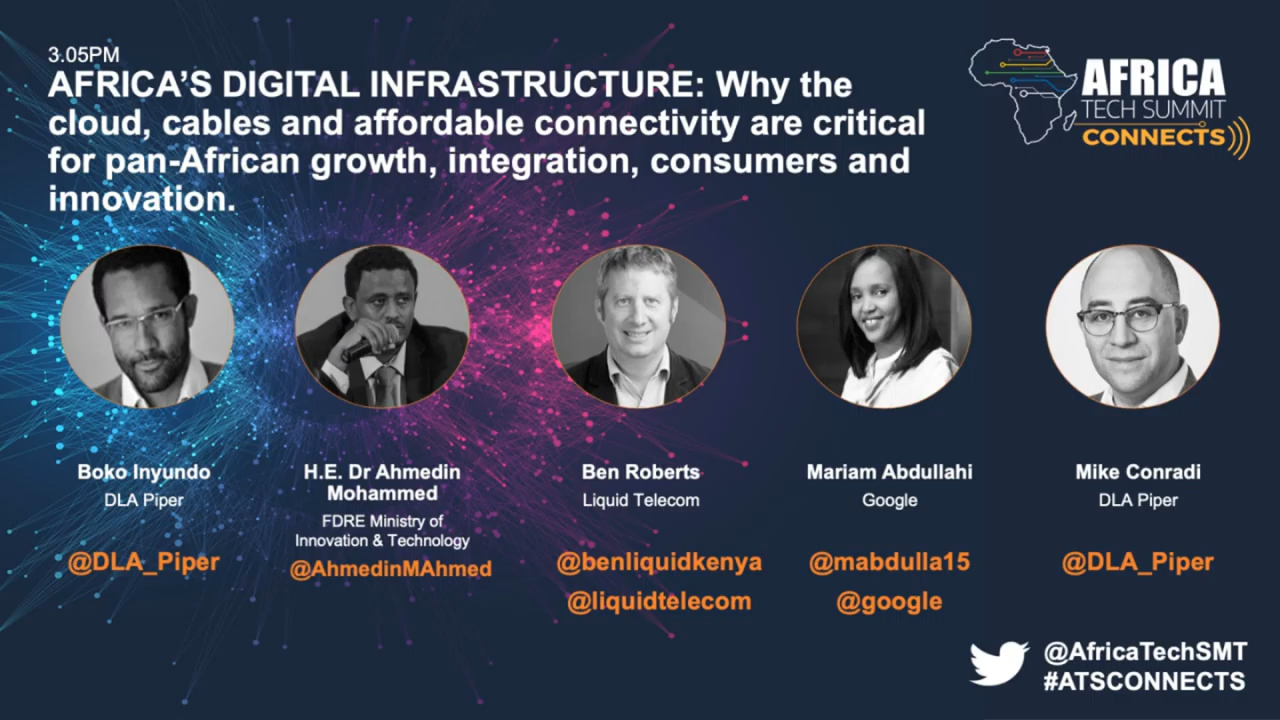 3.05PM
AFRICA'S DIGITAL INFRASTRUCTURE: Why the
cloud, cables and affordable connectivity are critical
for pan-African growth, integration, consumers and
innovation.
AFRICA
TECH SUMMIT
CONNECTS
Boko Inyundo
DLA Piper
@DLA_Piper
H.E. Dr Ahmedin
Mohammed
FDRE Ministry of
Innovation & Technology
@AhmedinMAhmed
Ben Roberts
Liquid Telecom
@benliquidkenya
@liquidtelecom
Mariam Abdullahi
Google
@mabdulla15
@google
Mike Conradi
DLA Piper
@DLA_Piper
@AfricaTechSMT
#ATSCONNECTS